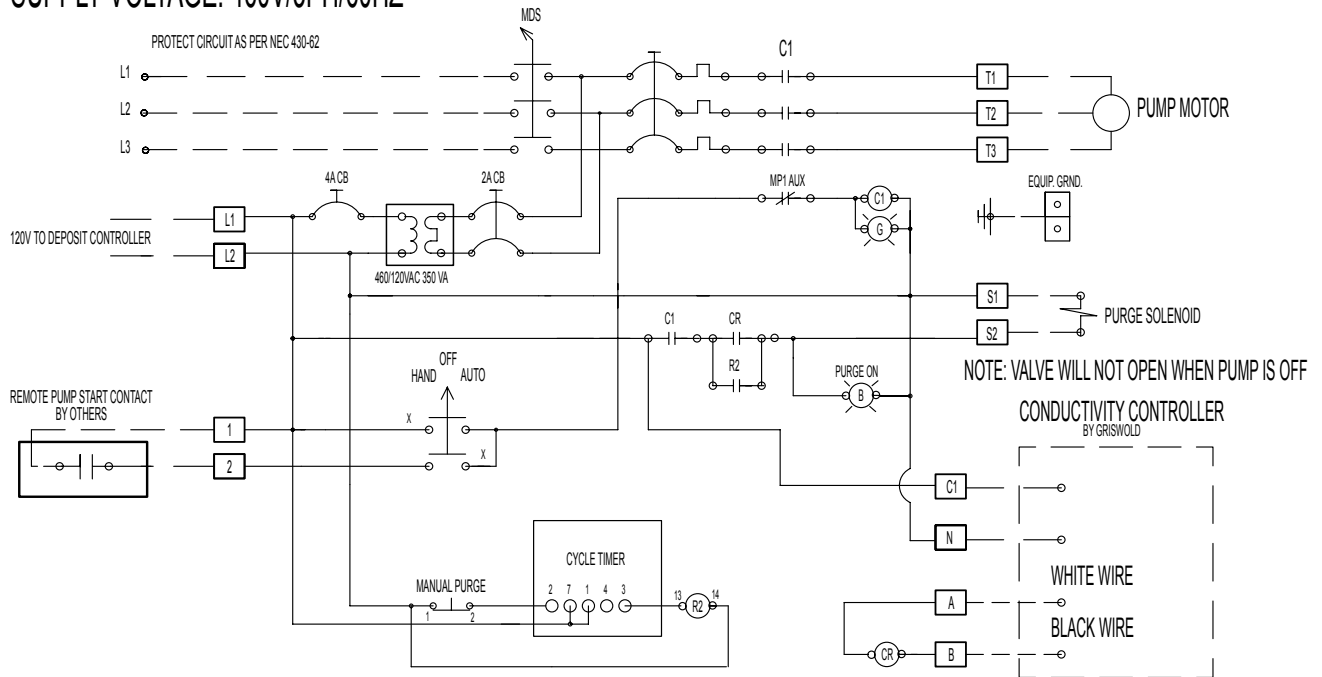 MDS
PROTECT CIRCUIT AS PER NEC 430-62
C1
L1
T1
L2
T2
PUMP MOTOR
L3
T3
4A CB
2A CB
MP1 AUX
EQUIP. GRND.
C1
L1
G
120V TO DEPOSIT CONTROLLER
L2
460/120VAC 350 VA
S1
C1
CR
PURGE SOLENOID
S2
R2
OFF
HAND
AUTO
PURGE ON
NOTE: VALVE WILL NOT OPEN WHEN PUMP IS OFF
B
REMOTE PUMP START CONTACT
BY OTHERS
CONDUCTIVITY CONTROLLER
BY GRISWOLD
X
1
X
2
C1
N
CYCLE TIMER
WHITE WIRE
MANUAL PURGE
2 7 1 4 3
13
R2
14
A
1
2
BLACK WIRE
CR
B